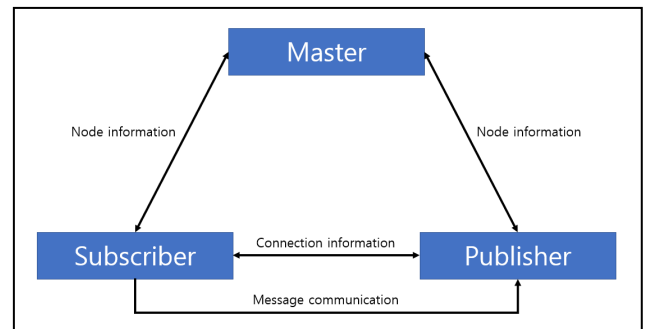 Master
Node information
Node information
Subscriber
Connection information
Publisher
Message communication